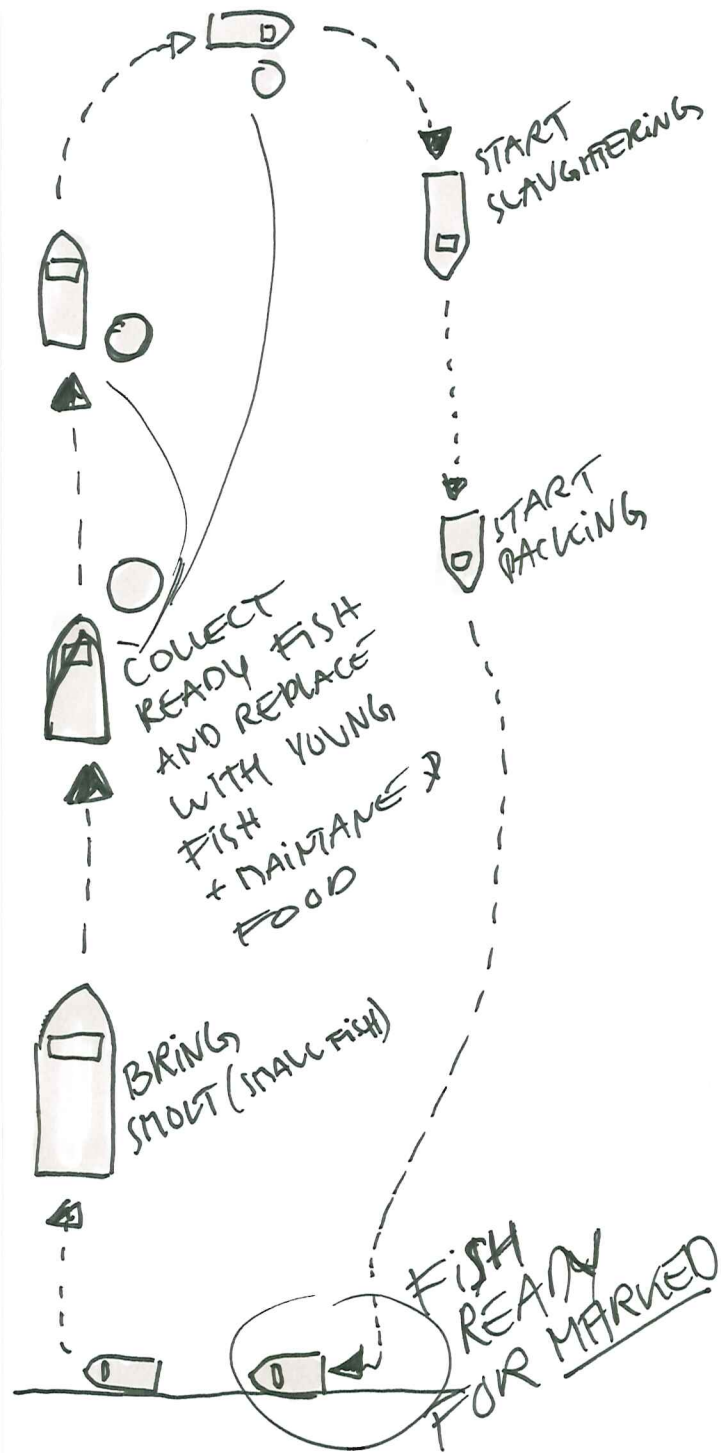 START
SLAUGHTERING
START
PACKING
COLLECT
READY FISH
AND REPLACE
WITH YOUNG
FISH
+ MAINTANE
FOOD
BRING
SMOLT (SMALL FISH)
FISH
READY
FOR MARKED